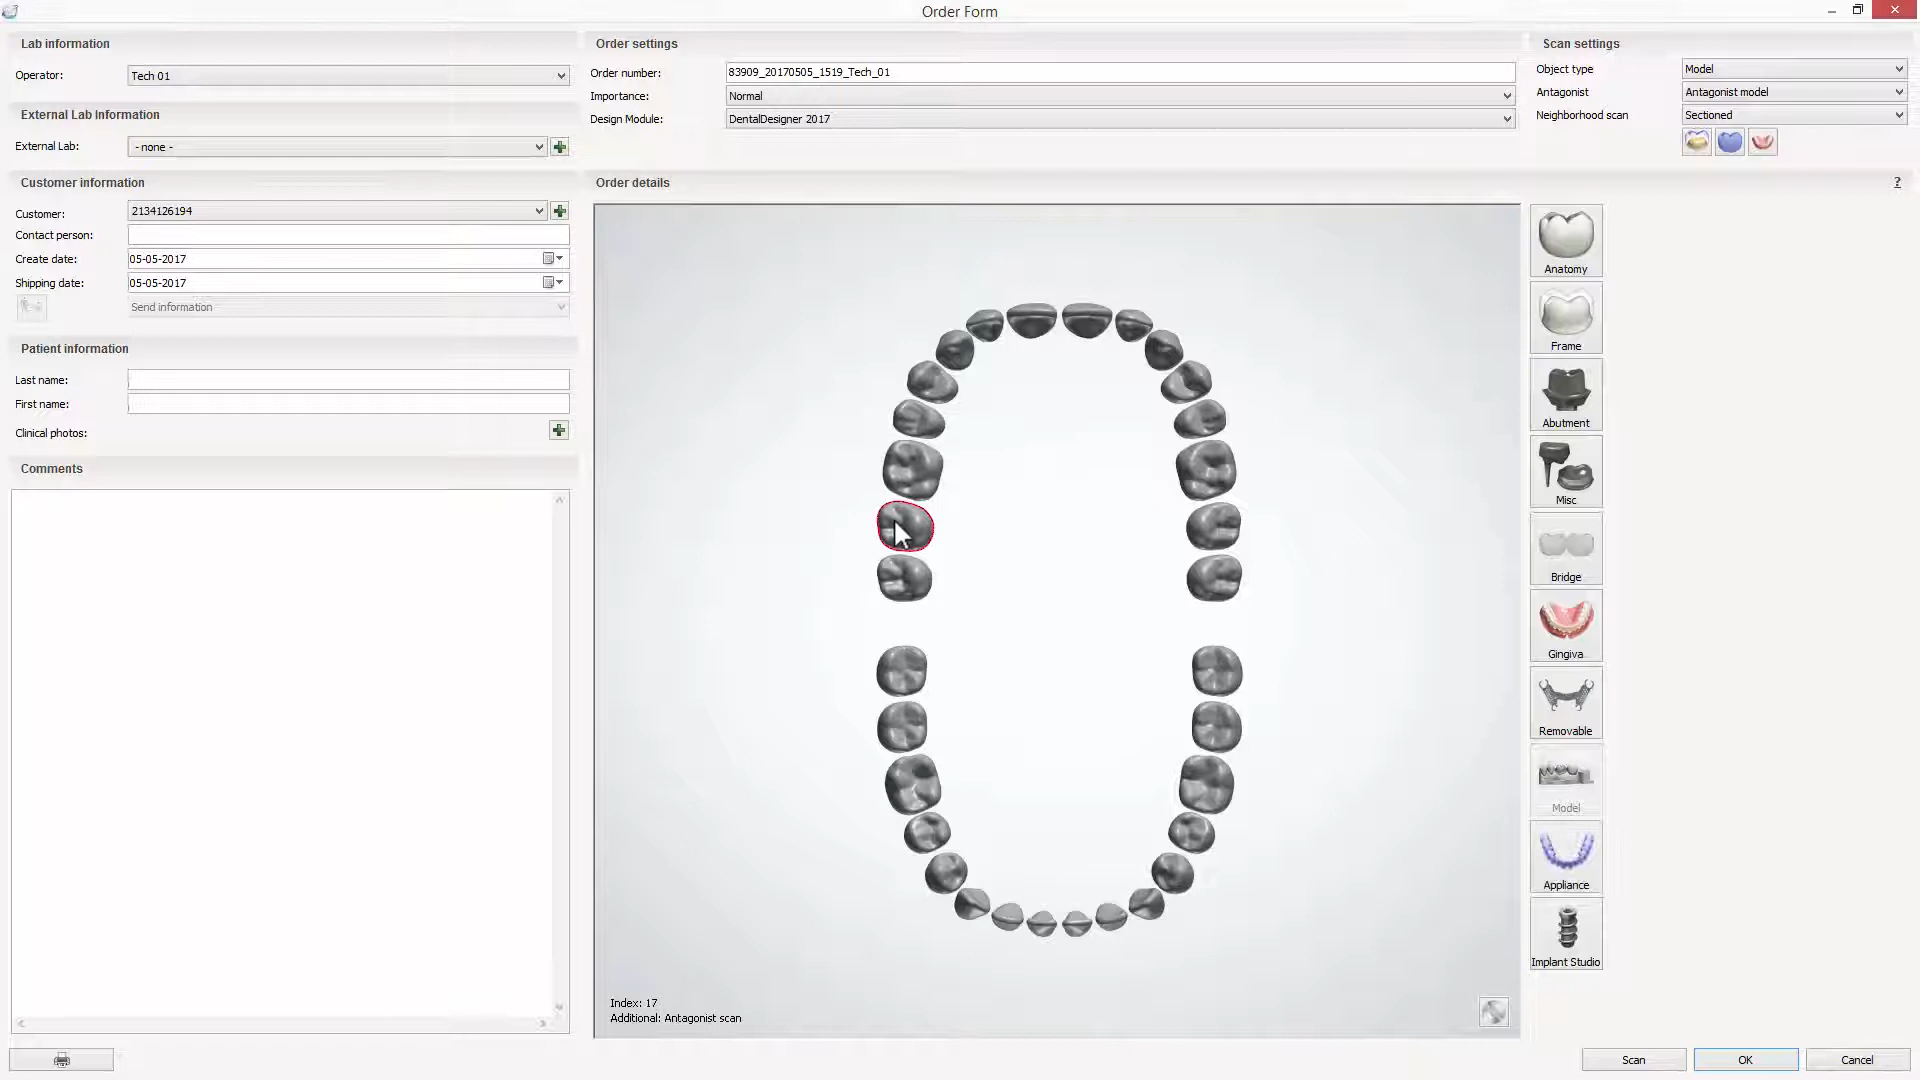 Order Form
Lab information
Operator:
Tech 01
External Lab Information
External Lab:
- none -
Customer information
Customer:
2134126194
Contact person:
Create date:
05-05-2017
Shipping date:
05-05-2017
Send information
Patient information
Last name:
First name:
Clinical photos:
Comments
Order settings
Order number:
83909_20170505_1519_Tech_01
Importance:
Normal
Design Module:
DentalDesigner 2017
Scan settings
Object type
Model
Antagonist
Antagonist model
Neighborhood scan
Sectioned
Order details
?
Anatomy
Frame
Abutment
Misc
Bridge
Gingiva
Removable
Model
Appliance
Implant Studio
Index: 17
Additional: Antagonist scan
Scan
OK
Cancel